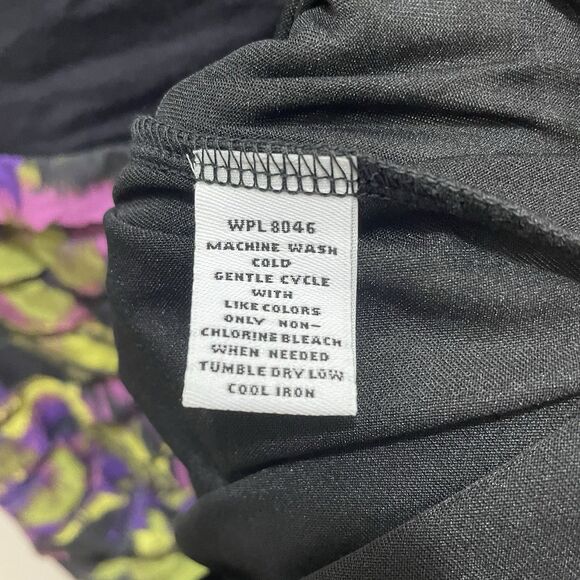 WPL 8046
MACHINE WASH
COLD
GENTLE CYCLE
WITH
LIKE COLORS
ONLY NON-
CHLORINE BLEACH
WHEN NEEDED
TUMBLE DRY LOW
COOL IRON